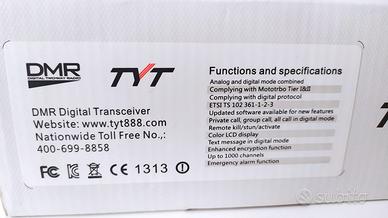 DMR
DIGITAL TWOWAY RADIO
TYT
DMR Digital Transceiver
Website: www.tyt888.com
Nationwide Toll Free No.:
400-699-8858
CE 1313
Functions and specifications
Analog and digital mode combined
Complying with Mototrbo Tier I&II
Complying with digital protocol
ETSI TS 102 361-1-2-3
Updated software available for new features
Private call, group call, all call in digital mode
Remote kill/stun/activate
Color LCD display
Text message in digital mode
Enhanced encryption function
Up to 1000 channels
Emergency alarm function
subito